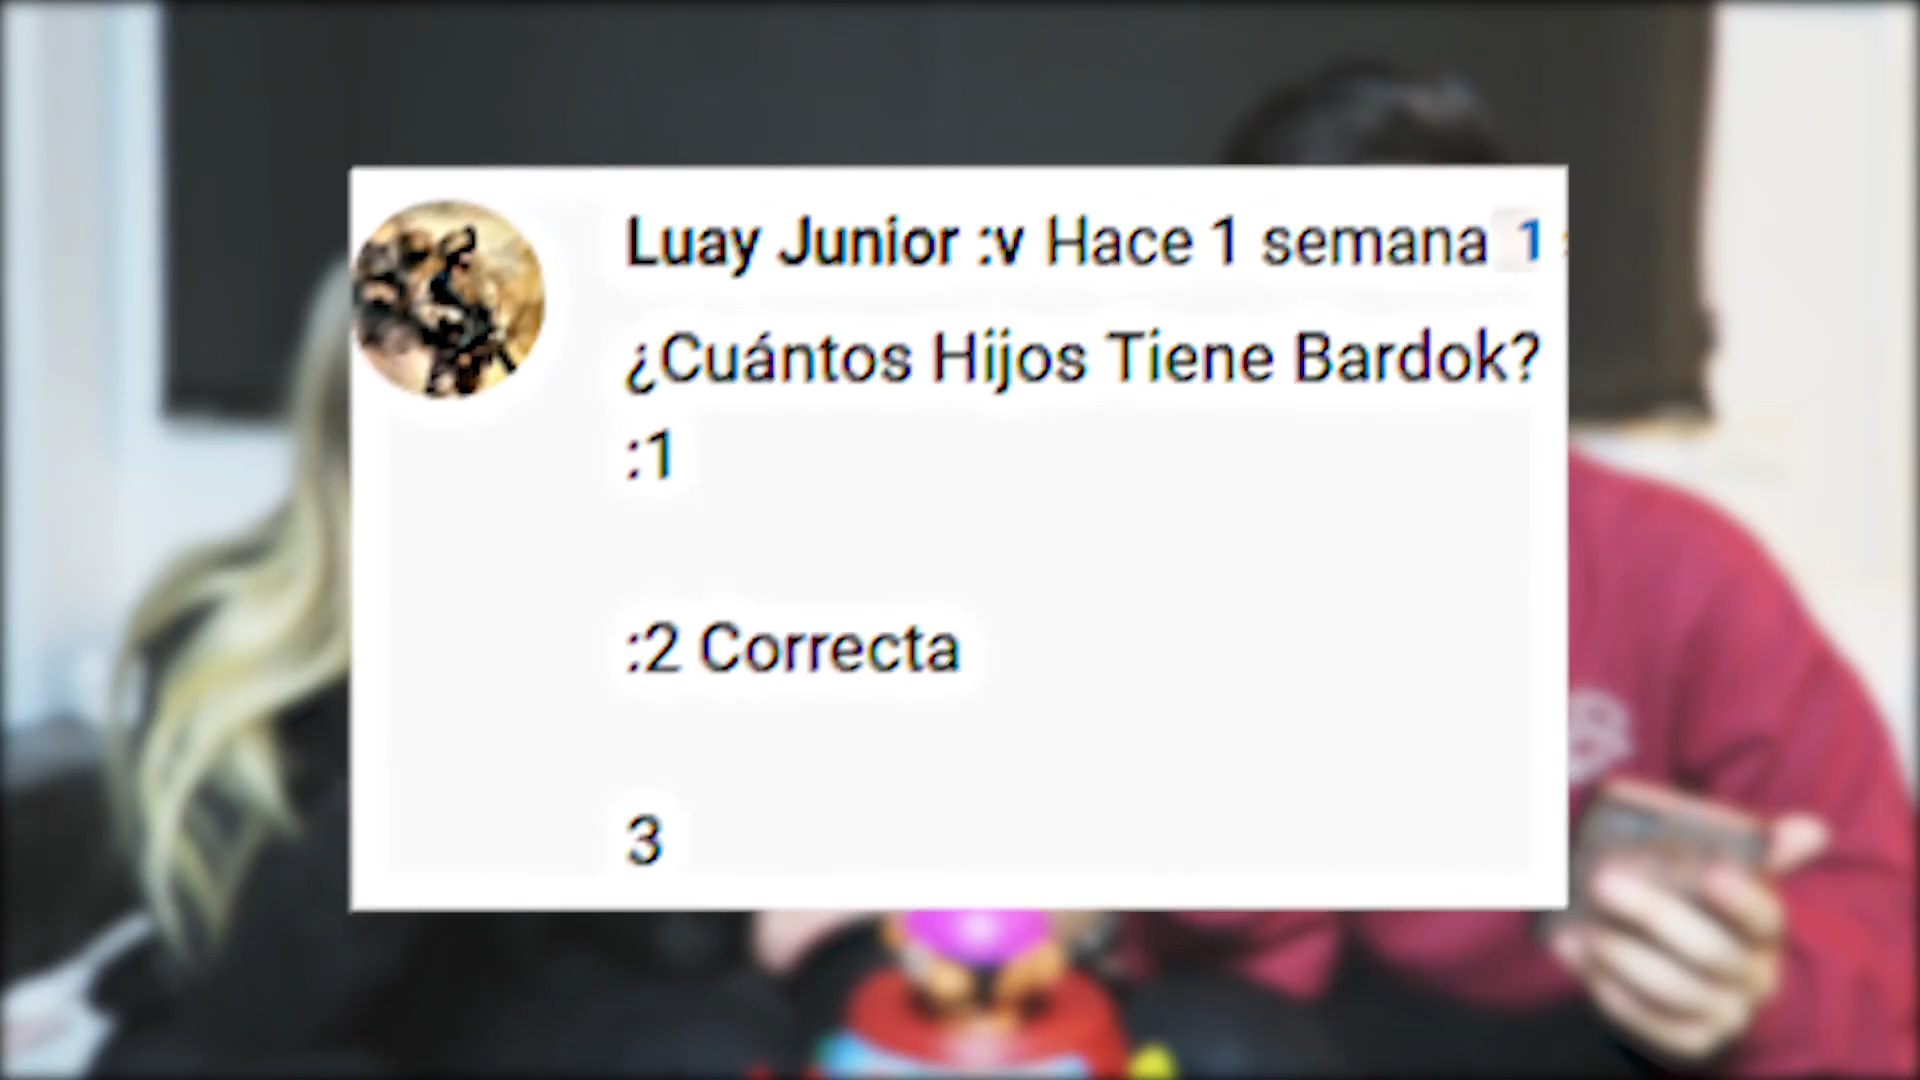 Luay Junior :v Hace 1 semana 1
¿Cuántos Hijos Tiene Bardok?
:1
:2 Correcta
3